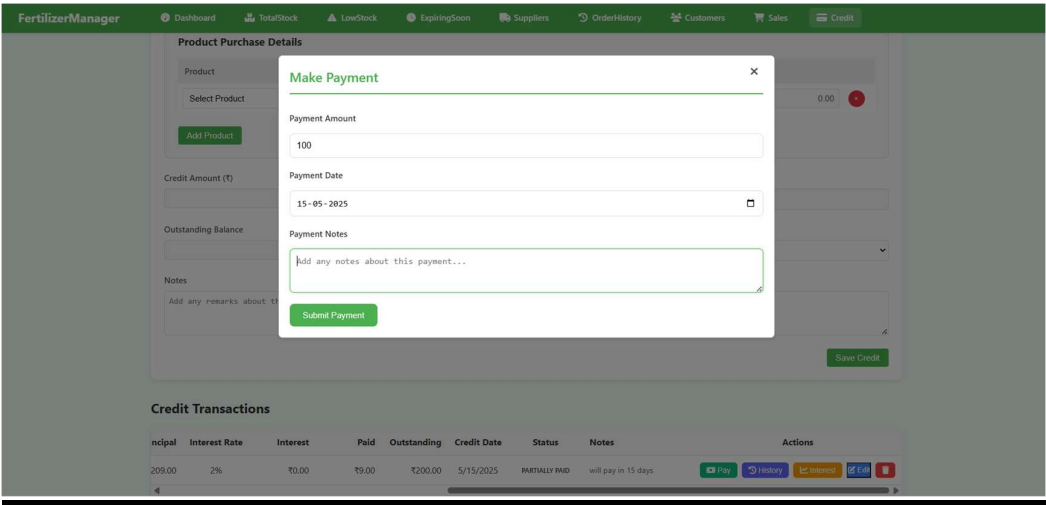 FertilizerManager Dashboard TotalStock LowStock ExpiringSoon Suppliers OrderHistory Customers Sales Credit
Product Purchase Details
Product
Select Product 0.00
Add Product
Make Payment
Payment Amount
100
Payment Date
15-05-2025
Payment Notes
Add any notes about this payment...
Submit Payment
Credit Amount (₹)
Outstanding Balance
Notes
Add any remarks about th
Save Credit
Credit Transactions
ncipal Interest Rate Interest Paid Outstanding Credit Date Status Notes Actions
209.00 2% ₹0.00 ₹9.00 ₹200.00 5/15/2025 PARTIALLY PAID will pay in 15 days Pay History Interest Edit